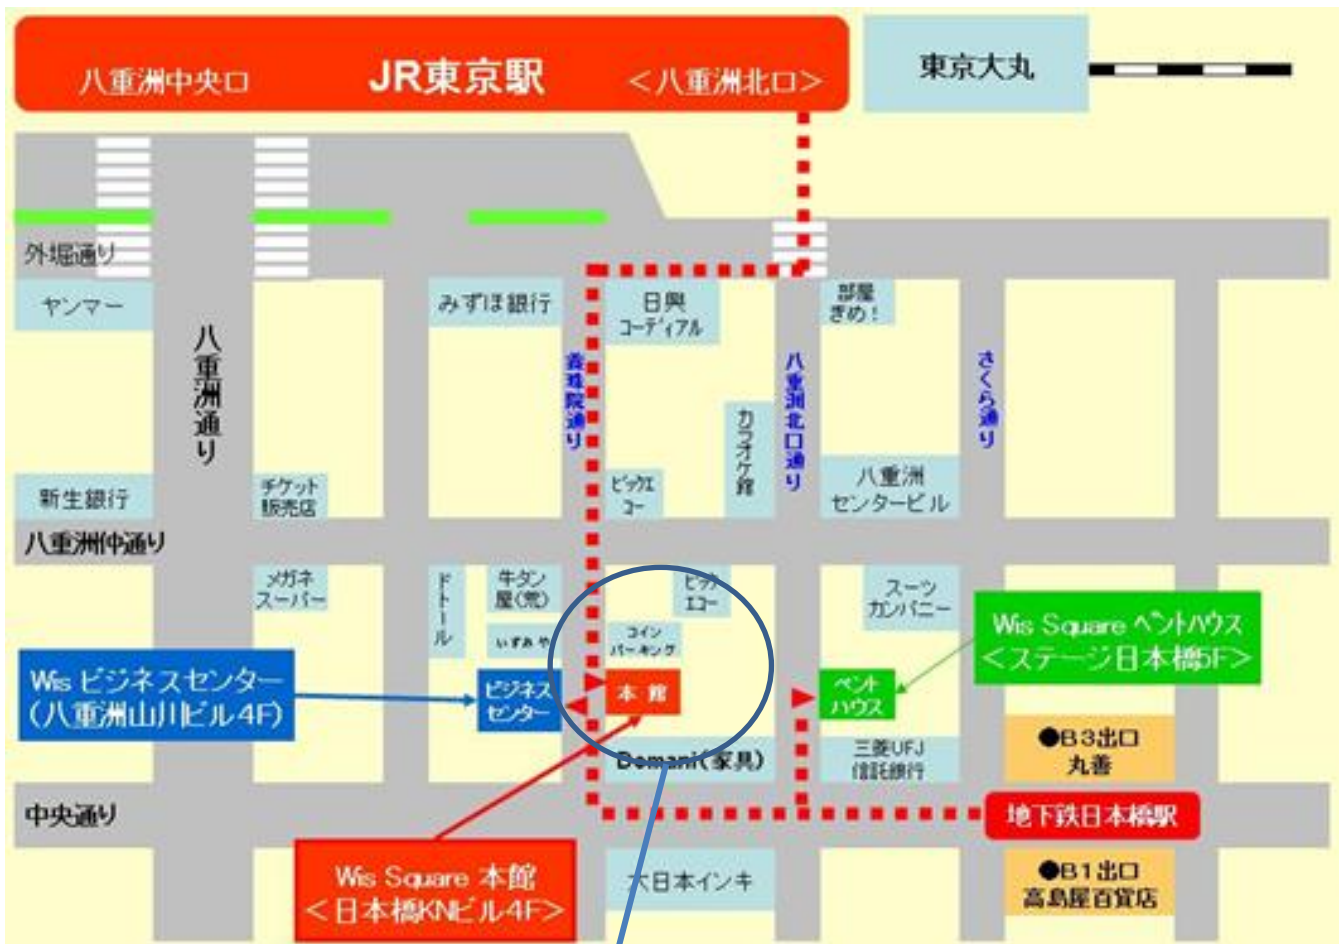 八重洲中央口
JR東京駅
<八重洲北口>
東京大丸
外堀通り
ヤンマー
八重洲通り
みずほ銀行
日興
コーディアル
部屋
ぎめ!
八重洲北口通り
さくら通り
カラオケ館
新生銀行
チケット
販売店
ビックエ
コー
八重洲
センタービル
八重洲仲通り
メガネ
スーパー
ドトール
牛タン
屋(荒)
いずみや
ビック
エコー
コイン
パーキング
スーツ
カンパニー
Wis Square ペントハウス
<ステージ日本橋5F>
Wis ビジネスセンター
(八重洲山川ビル4F)
ビジネス
センター
本館
ペント
ハウス
Domani(家具)
三菱UFJ
信託銀行
●B3出口
丸善
中央通り
地下鉄日本橋駅
Wis Square 本館
<日本橋KNビル4F>
大日本インキ
●B1出口
高島屋百貨店